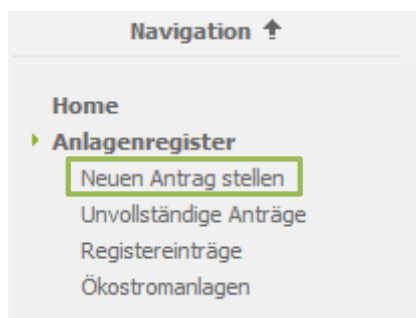 Navigation
Home
Anlagenregister
Neuen Antrag stellen
Unvollständige Anträge
Registereinträge
Ökostromanlagen